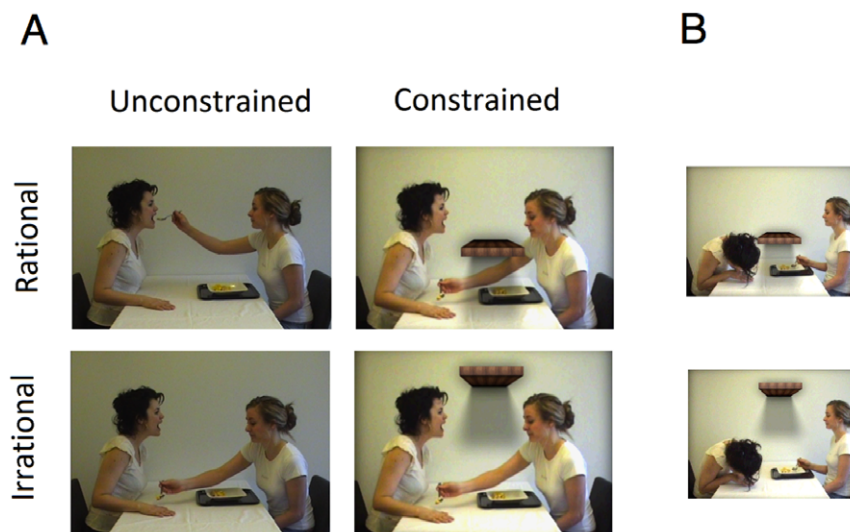 A
B
Unconstrained
Constrained
Rational
Irrational